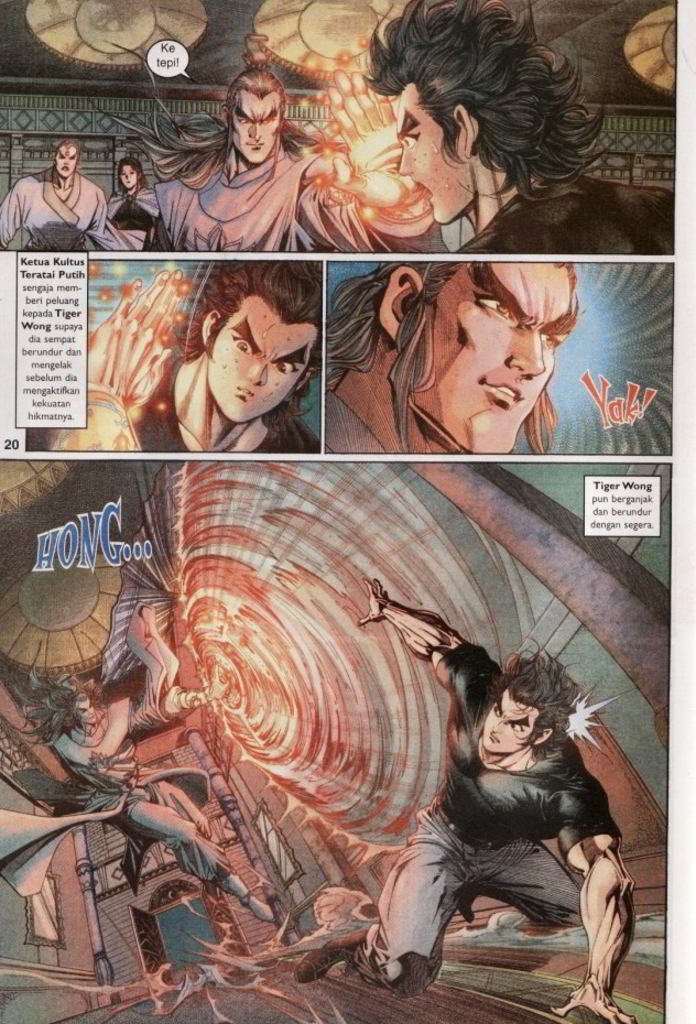 Ke
tepi!
Ketua Kultus
Teratai Putih
sengaja mem-
beri peluang
kepada Tiger
Wong supaya
dia sempat
berundur dan
mengelak
sebelum dia
mengaktifkan
kekuatan
hikmatnya.
Yak!
20
HONG...
Tiger Wong
pun berganjak
dan berundur
dengan segera.